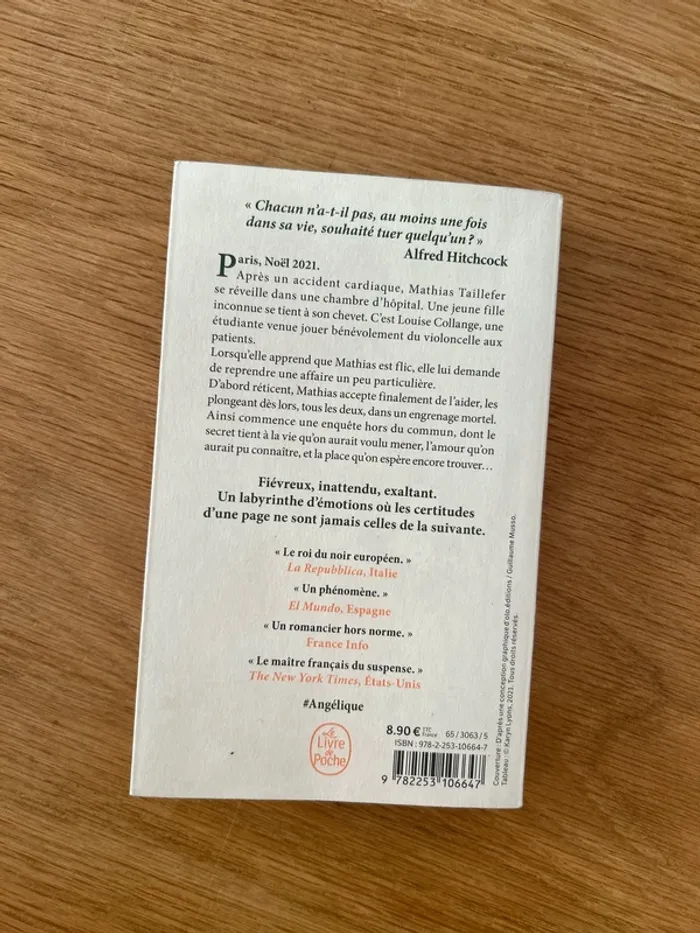 « Chacun n'a-t-il pas, au moins une fois
dans sa vie, souhaité tuer quelqu'un ? »
Alfred Hitchcock
Paris, Noël 2021.
Après un accident cardiaque, Mathias Taillefer
se réveille dans une chambre d'hôpital. Une jeune fille
inconnue se tient à son chevet. C'est Louise Collange, une
étudiante venue jouer bénévolement du violoncelle aux
patients.
Lorsqu'elle apprend que Mathias est flic, elle lui demande
de reprendre une affaire un peu particulière.
D'abord réticent, Mathias accepte finalement de l'aider, les
plongeant dès lors, tous les deux, dans un engrenage mortel.
Ainsi commence une enquête hors du commun, dont le
secret tient à la vie qu'on aurait voulu mener, l'amour qu'on
aurait pu connaître, et la place qu'on espère encore trouver…
Fiévreux, inattendu, exaltant.
Un labyrinthe d'émotions où les certitudes
d'une page ne sont jamais celles de la suivante.
« Le roi du noir européen. »
La Repubblica, Italie
« Un phénomène. »
El Mundo, Espagne
« Un romancier hors norme. »
France Info
« Le maître français du suspense. »
The New York Times, États-Unis
#Angélique
Le
Livre
de
Poche
8.90 € TTC France 65 / 3063 / 5
ISBN : 978-2-253-10664-7
9 782253 106647
Couverture : D'après une conception graphique d'olo.éditions / Guillaume Musso.
Tableau : © Karyn Lyons, 2021. Tous droits réservés.